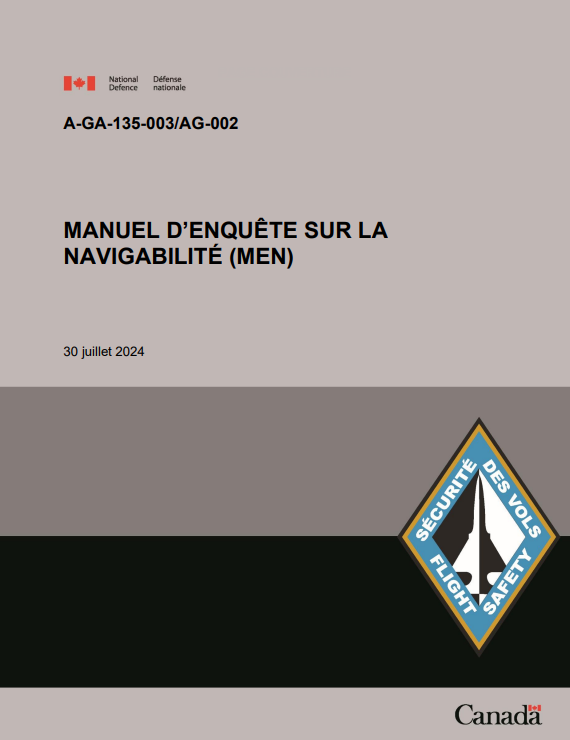 National Défense
Defence nationale
A-GA-135-003/AG-002
MANUEL D’ENQUÊTE SUR LA
NAVIGABILITÉ (MEN)
30 juillet 2024
SÉCURITÉ DES VOLS
FLIGHT SAFETY
Canada